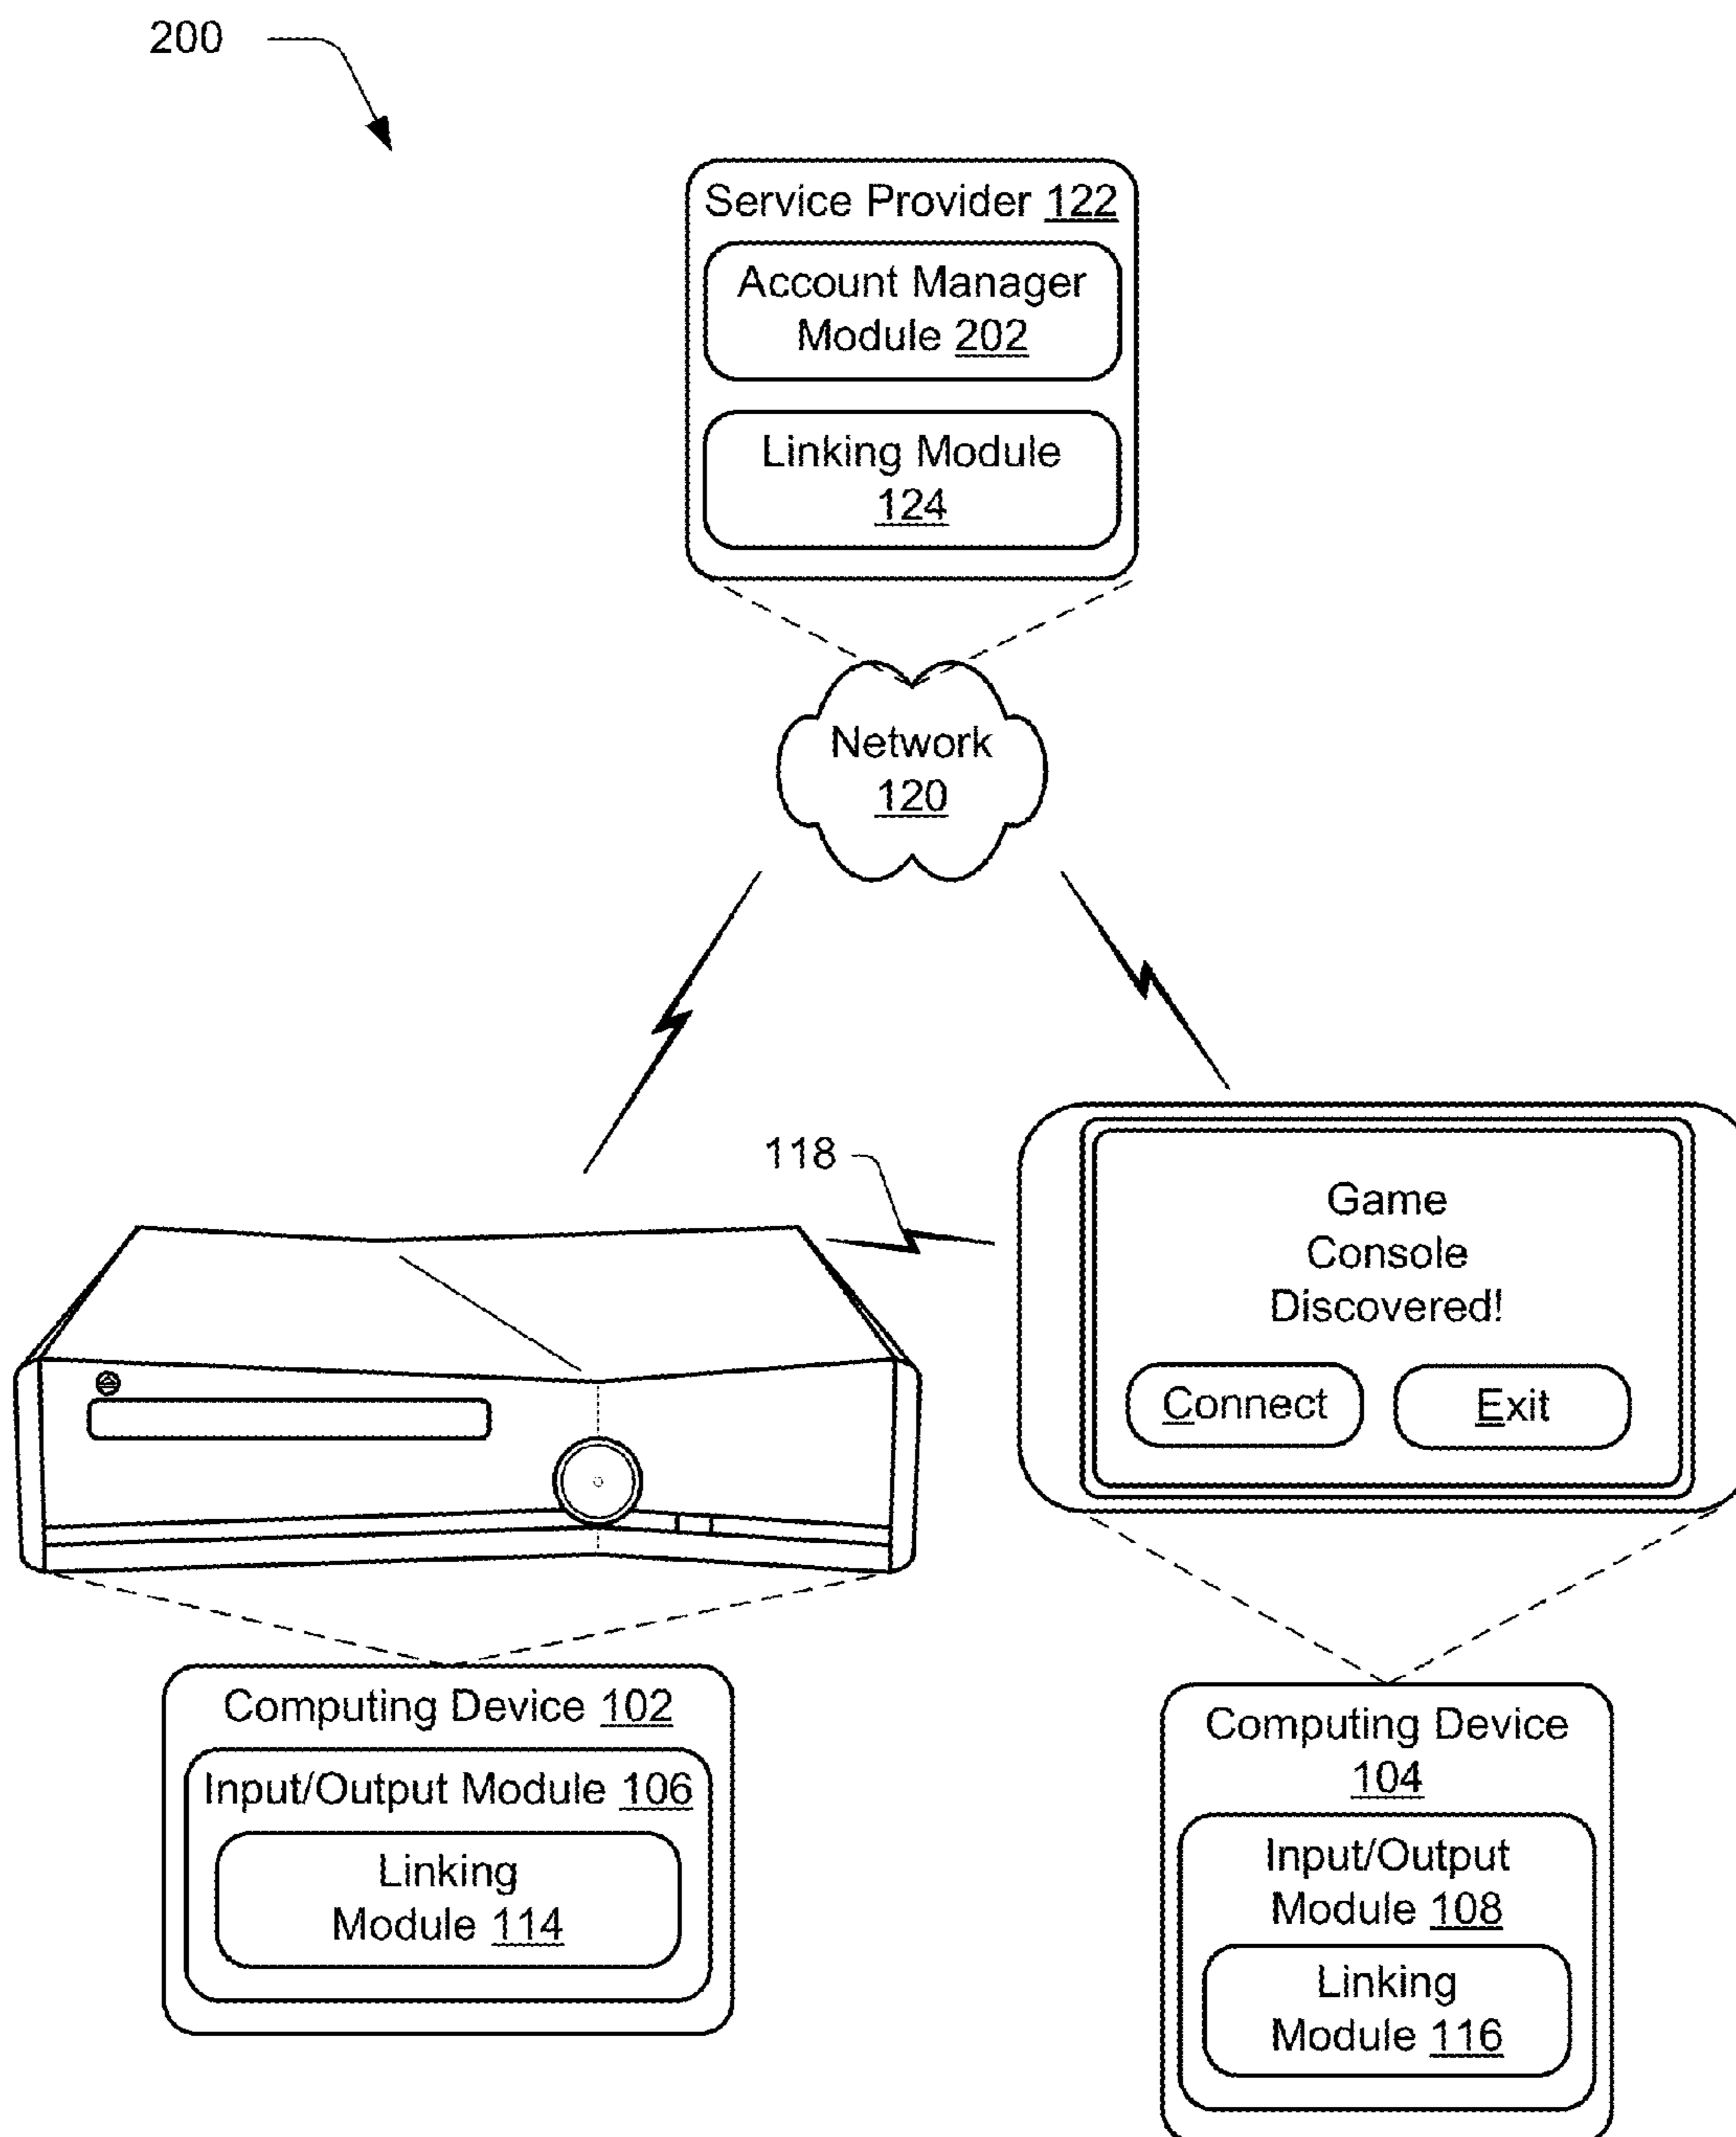 200
Service Provider 122
Account Manager
Module 202
Linking Module
124
Network
120
118
Game
Console
Discovered!
Connect
Exit
Computing Device 102
Input/Output Module 106
Linking
Module 114
Computing Device
104
Input/Output
Module 108
Linking
Module 116